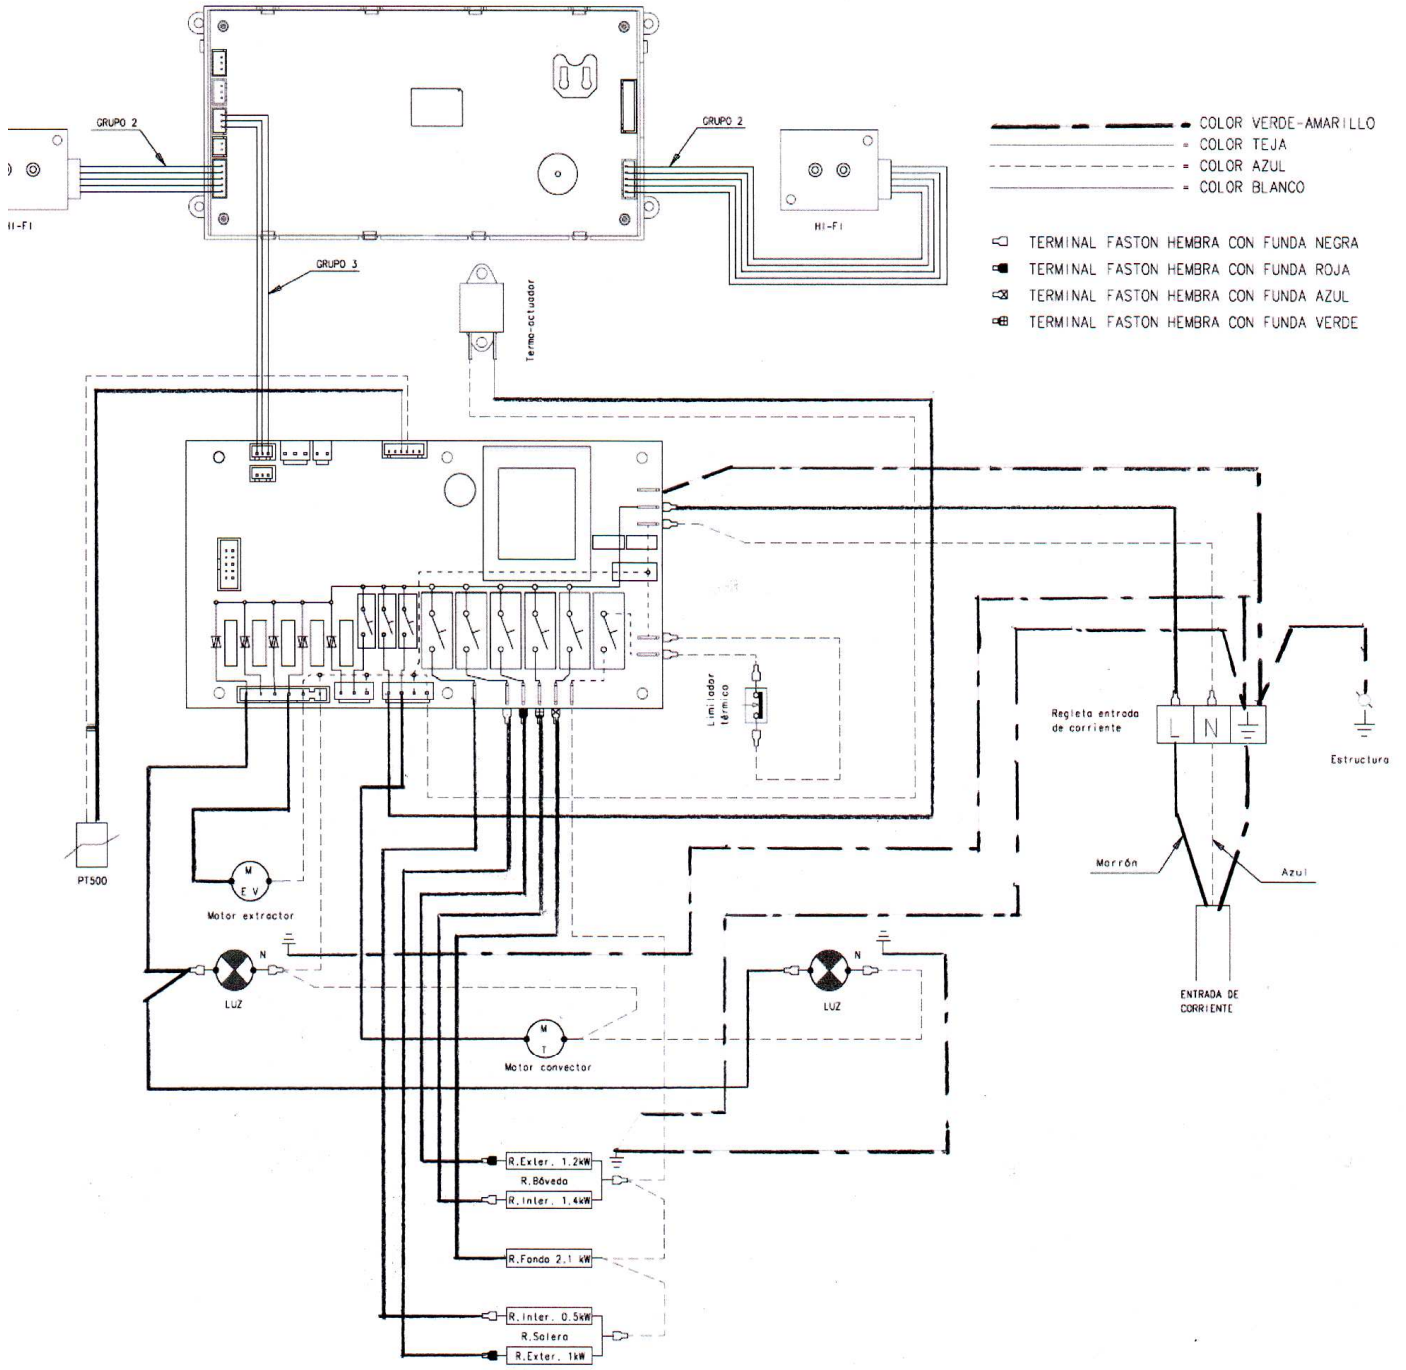 GRUPO 2
GRUPO 2
HI-FI
HI-FI
COLOR VERDE-AMARILLO
= COLOR TEJA
= COLOR AZUL
= COLOR BLANCO
TERMINAL FASTON HEMBRA CON FUNDA NEGRA
TERMINAL FASTON HEMBRA CON FUNDA ROJA
TERMINAL FASTON HEMBRA CON FUNDA AZUL
TERMINAL FASTON HEMBRA CON FUNDA VERDE
GRUPO 3
Termo-actuador
Limitador
térmico
Regleta entrada
de corriente
L N
Estructura
Marrón
Azul
PT500
M
E V
Motor extractor
N
LUZ
N
LUZ
ENTRADA DE
CORRIENTE
M
T
Motor convector
R.Exter. 1.2kW
R.Bóveda
R.Inter. 1.4kW
R.Fondo 2.1 kW
R.Inter. 0.5kW
R.Solera
R.Exter. 1kW